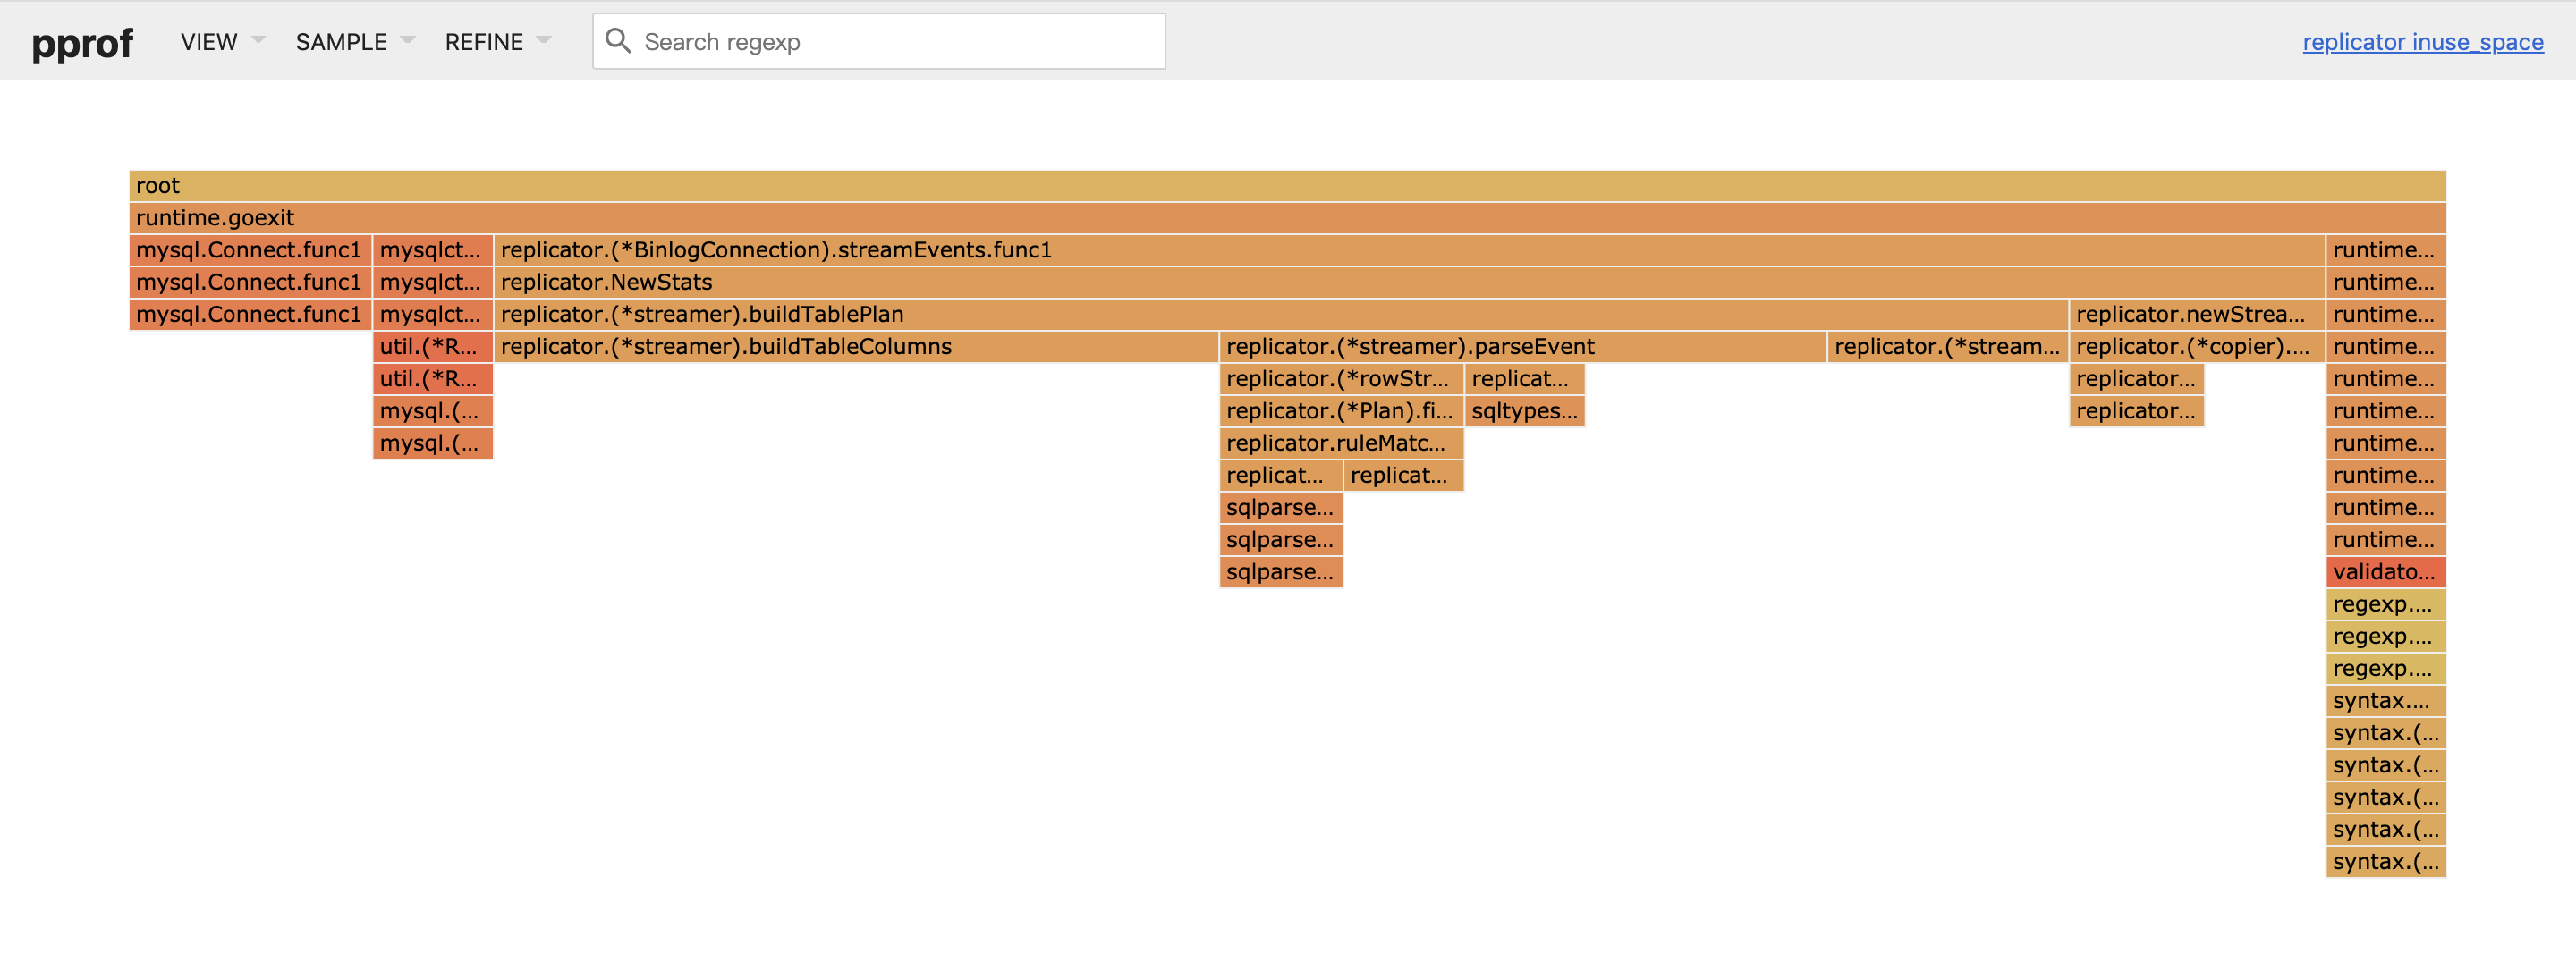 pprof VIEW SAMPLE REFINE Search regexp replicator inuse_space
root
runtime.goexit
mysql.Connect.func1 mysqlct... replicator.(*BinlogConnection).streamEvents.func1 runtime...
mysql.Connect.func1 mysqlct... replicator.NewStats runtime...
mysql.Connect.func1 mysqlct... replicator.(*streamer).buildTablePlan replicator.newStrea... runtime...
util.(*R... replicator.(*streamer).buildTableColumns replicator.(*streamer).parseEvent replicator.(*stream... replicator.(*copier).... runtime...
util.(*R... replicator.(*rowStr... replicat... replicator... runtime...
mysql.(... replicator.(*Plan).fi... sqltypes... replicator... runtime...
mysql.(... replicator.ruleMatc... runtime...
replicat... replicat... runtime...
sqlparse... runtime...
sqlparse... runtime...
sqlparse... validato...
regexp....
regexp....
regexp....
syntax....
syntax.(...
syntax.(...
syntax.(...
syntax.(...
syntax.(...